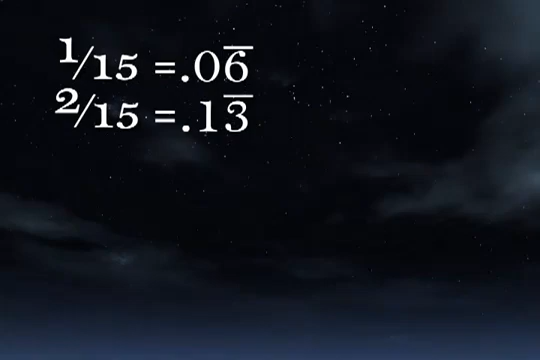 1/15 = .06̅
2/15 = .13̅